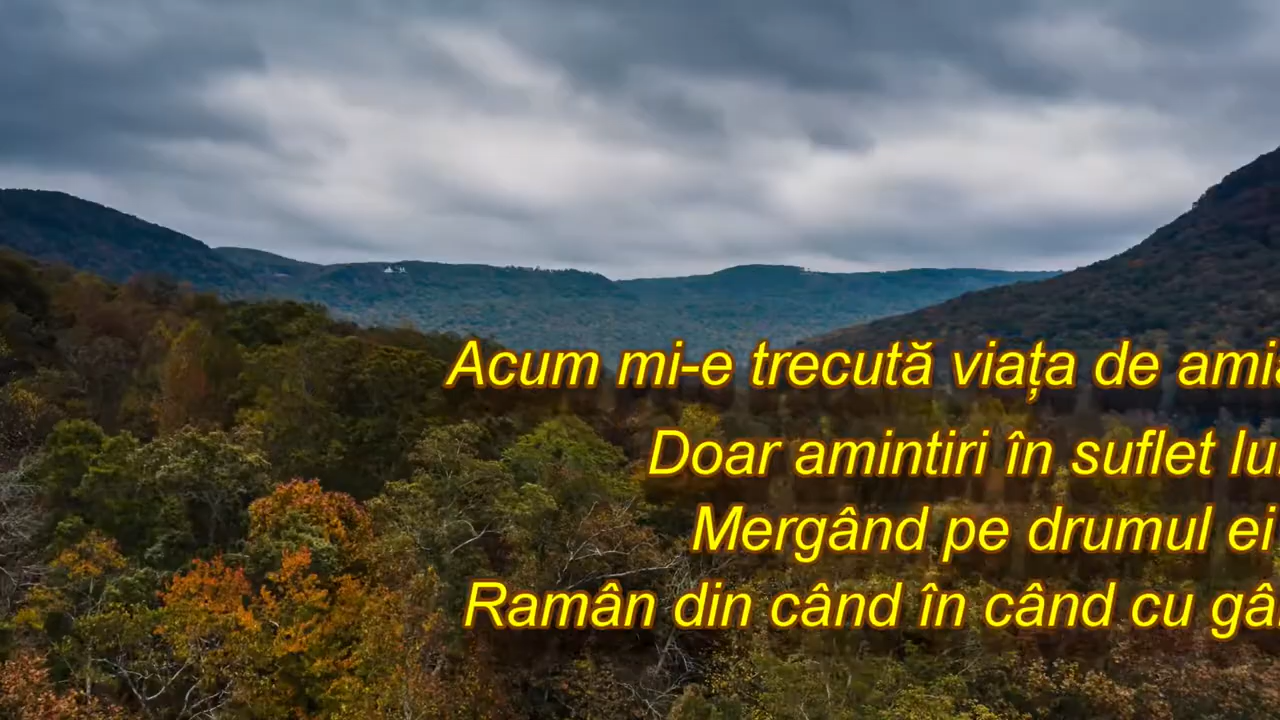 Acum mi-e trecută viața de
Doar amintiri în suflet
Mergând pe drumul ei
Ramân din când în când cu